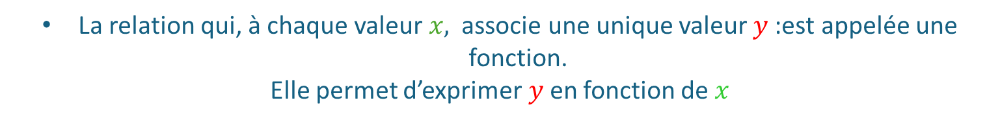 • La relation qui, à chaque valeur x, associe une unique valeur y :est appelée une
fonction.
Elle permet d’exprimer y en fonction de x